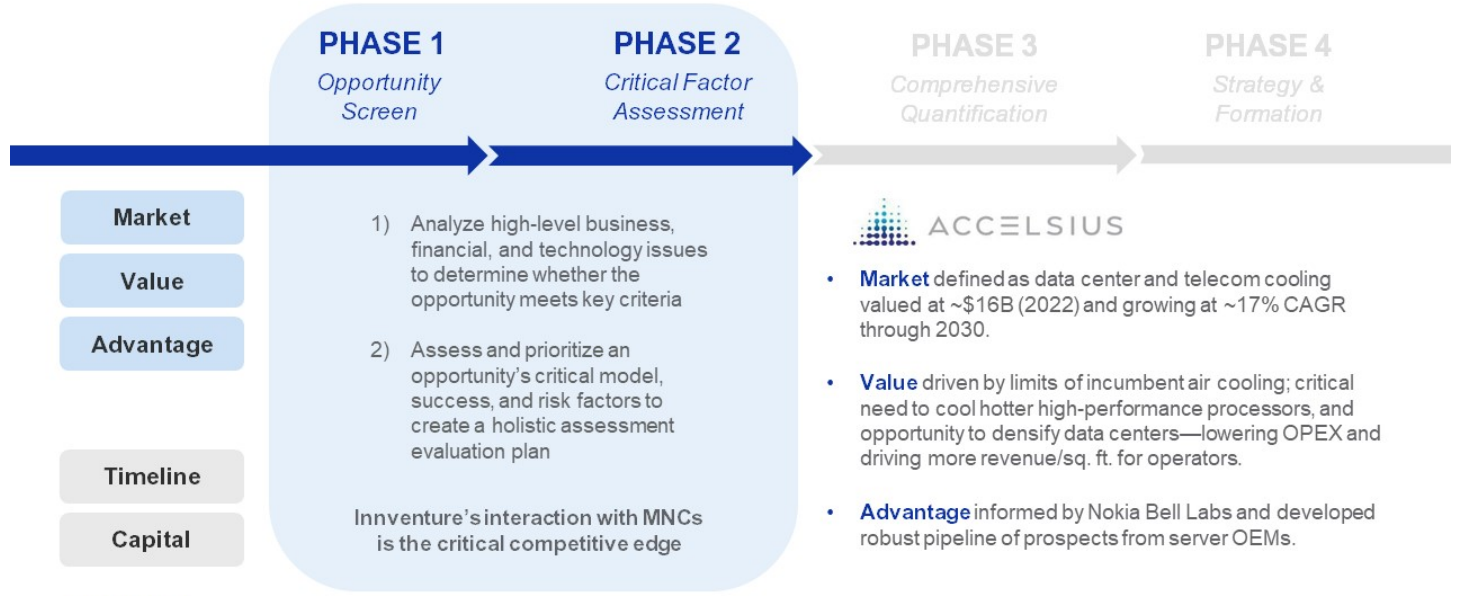 PHASE 1
Opportunity
Screen
PHASE 2
Critical Factor
Assessment
PHASE 3
Comprehensive
Quantification
PHASE 4
Strategy &
Formation
Market
Value
Advantage
Timeline
Capital
1) Analyze high-level business,
financial, and technology issues
to determine whether the
opportunity meets key criteria
2) Assess and prioritize an
opportunity’s critical model,
success, and risk factors to
create a holistic assessment
evaluation plan
Innventure’s interaction with MNCs
is the critical competitive edge
ACCELSIUS
• Market defined as data center and telecom cooling
valued at ~$16B (2022) and growing at ~17% CAGR
through 2030.
• Value driven by limits of incumbent air cooling; critical
need to cool hotter high-performance processors, and
opportunity to densify data centers—lowering OPEX and
driving more revenue/sq. ft. for operators.
• Advantage informed by Nokia Bell Labs and developed
robust pipeline of prospects from server OEMs.